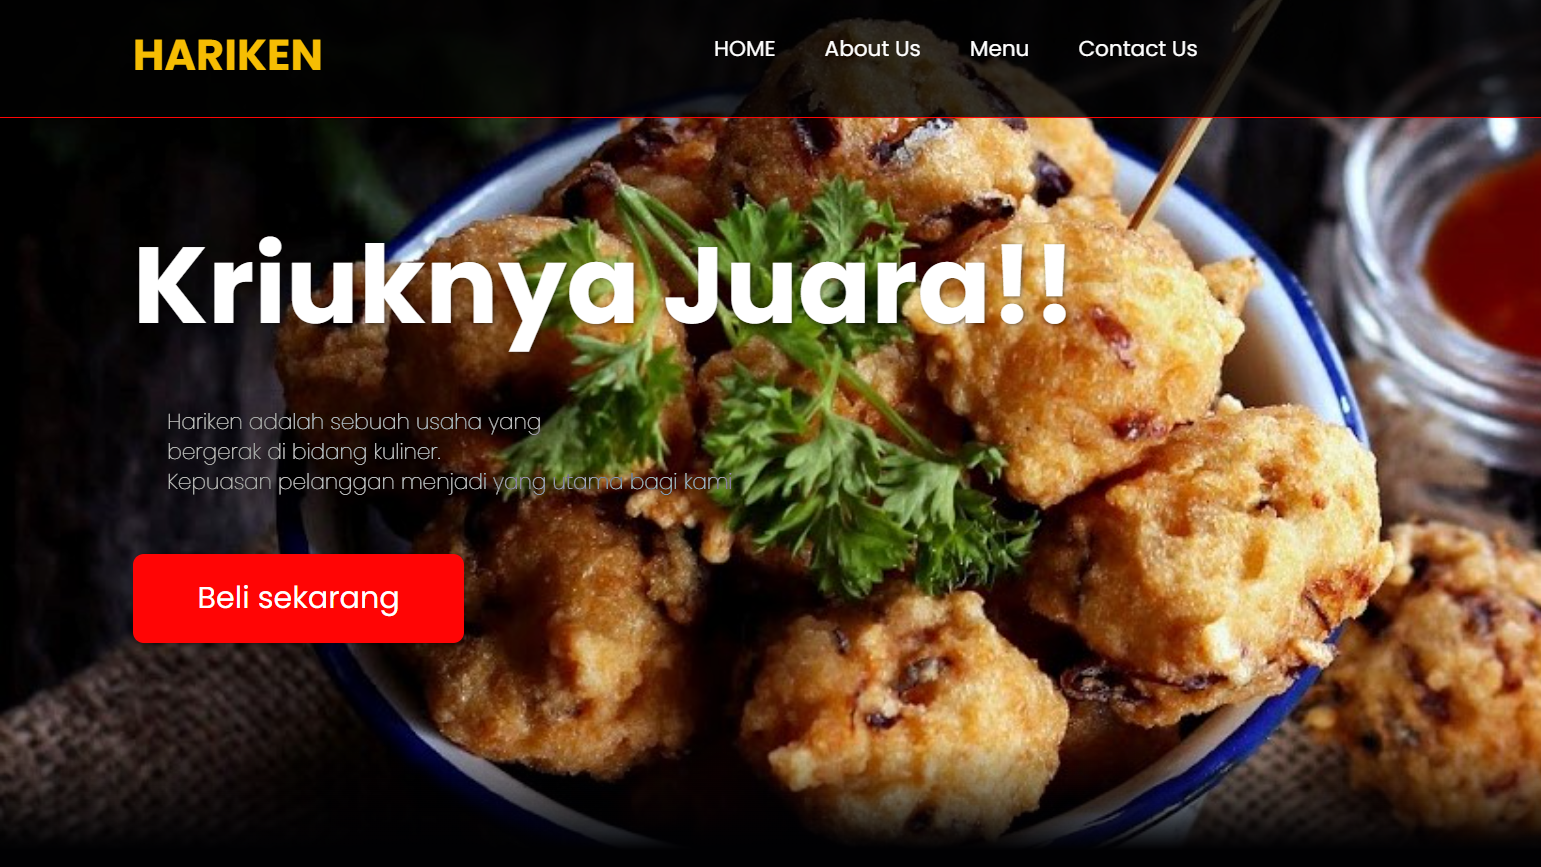 HARIKEN
HOME
About Us
Menu
Contact Us
Kriuknya Juara!!
Hariken adalah sebuah usaha yang
bergerak di bidang kuliner.
Kepuasan pelanggan menjadi yang utama bagi kami
Beli sekarang